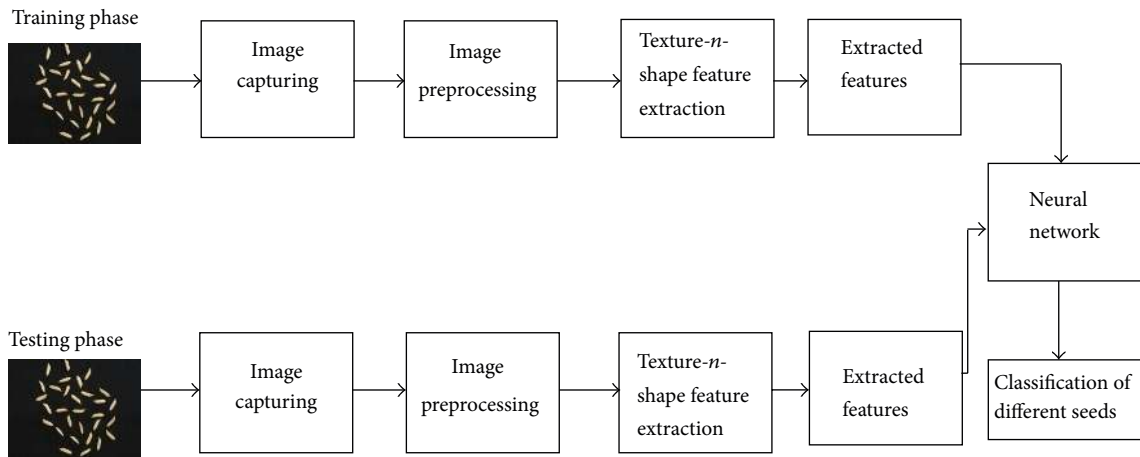 Training phase
Image
capturing
Image
preprocessing
Texture-n-
shape feature
extraction
Extracted
features
Neural
network
Testing phase
Image
capturing
Image
preprocessing
Texture-n-
shape feature
extraction
Extracted
features
Classification of
different seeds